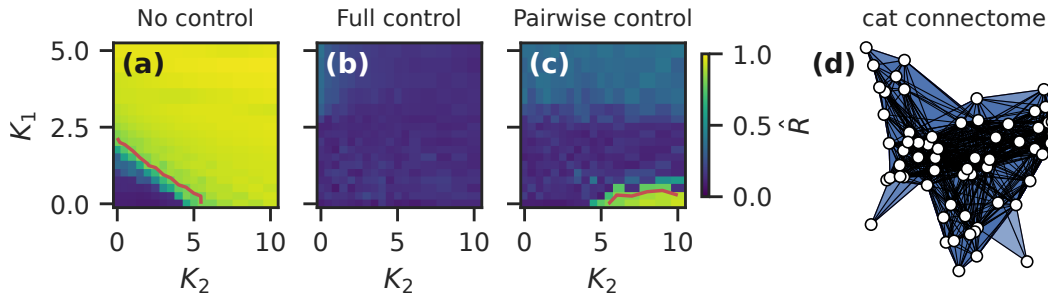 No control
Full control
Pairwise control
cat connectome
(a)
(b)
(c)
(d)
5.0
2.5
0.0
K₁
0
5
10
K₂
0
5
10
K₂
0
5
10
K₂
1.0
0.5
0.0
R̂